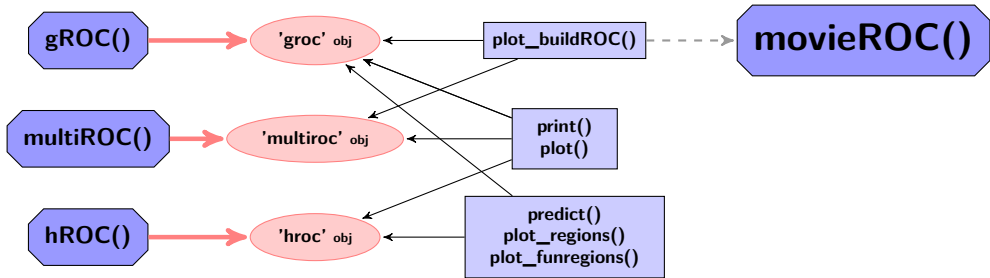 gROC()
'groc' obj
plot_buildROC()
movieROC()
multiROC()
'multiroc' obj
print()
plot()
hROC()
'hroc' obj
predict()
plot_regions()
plot_funregions()